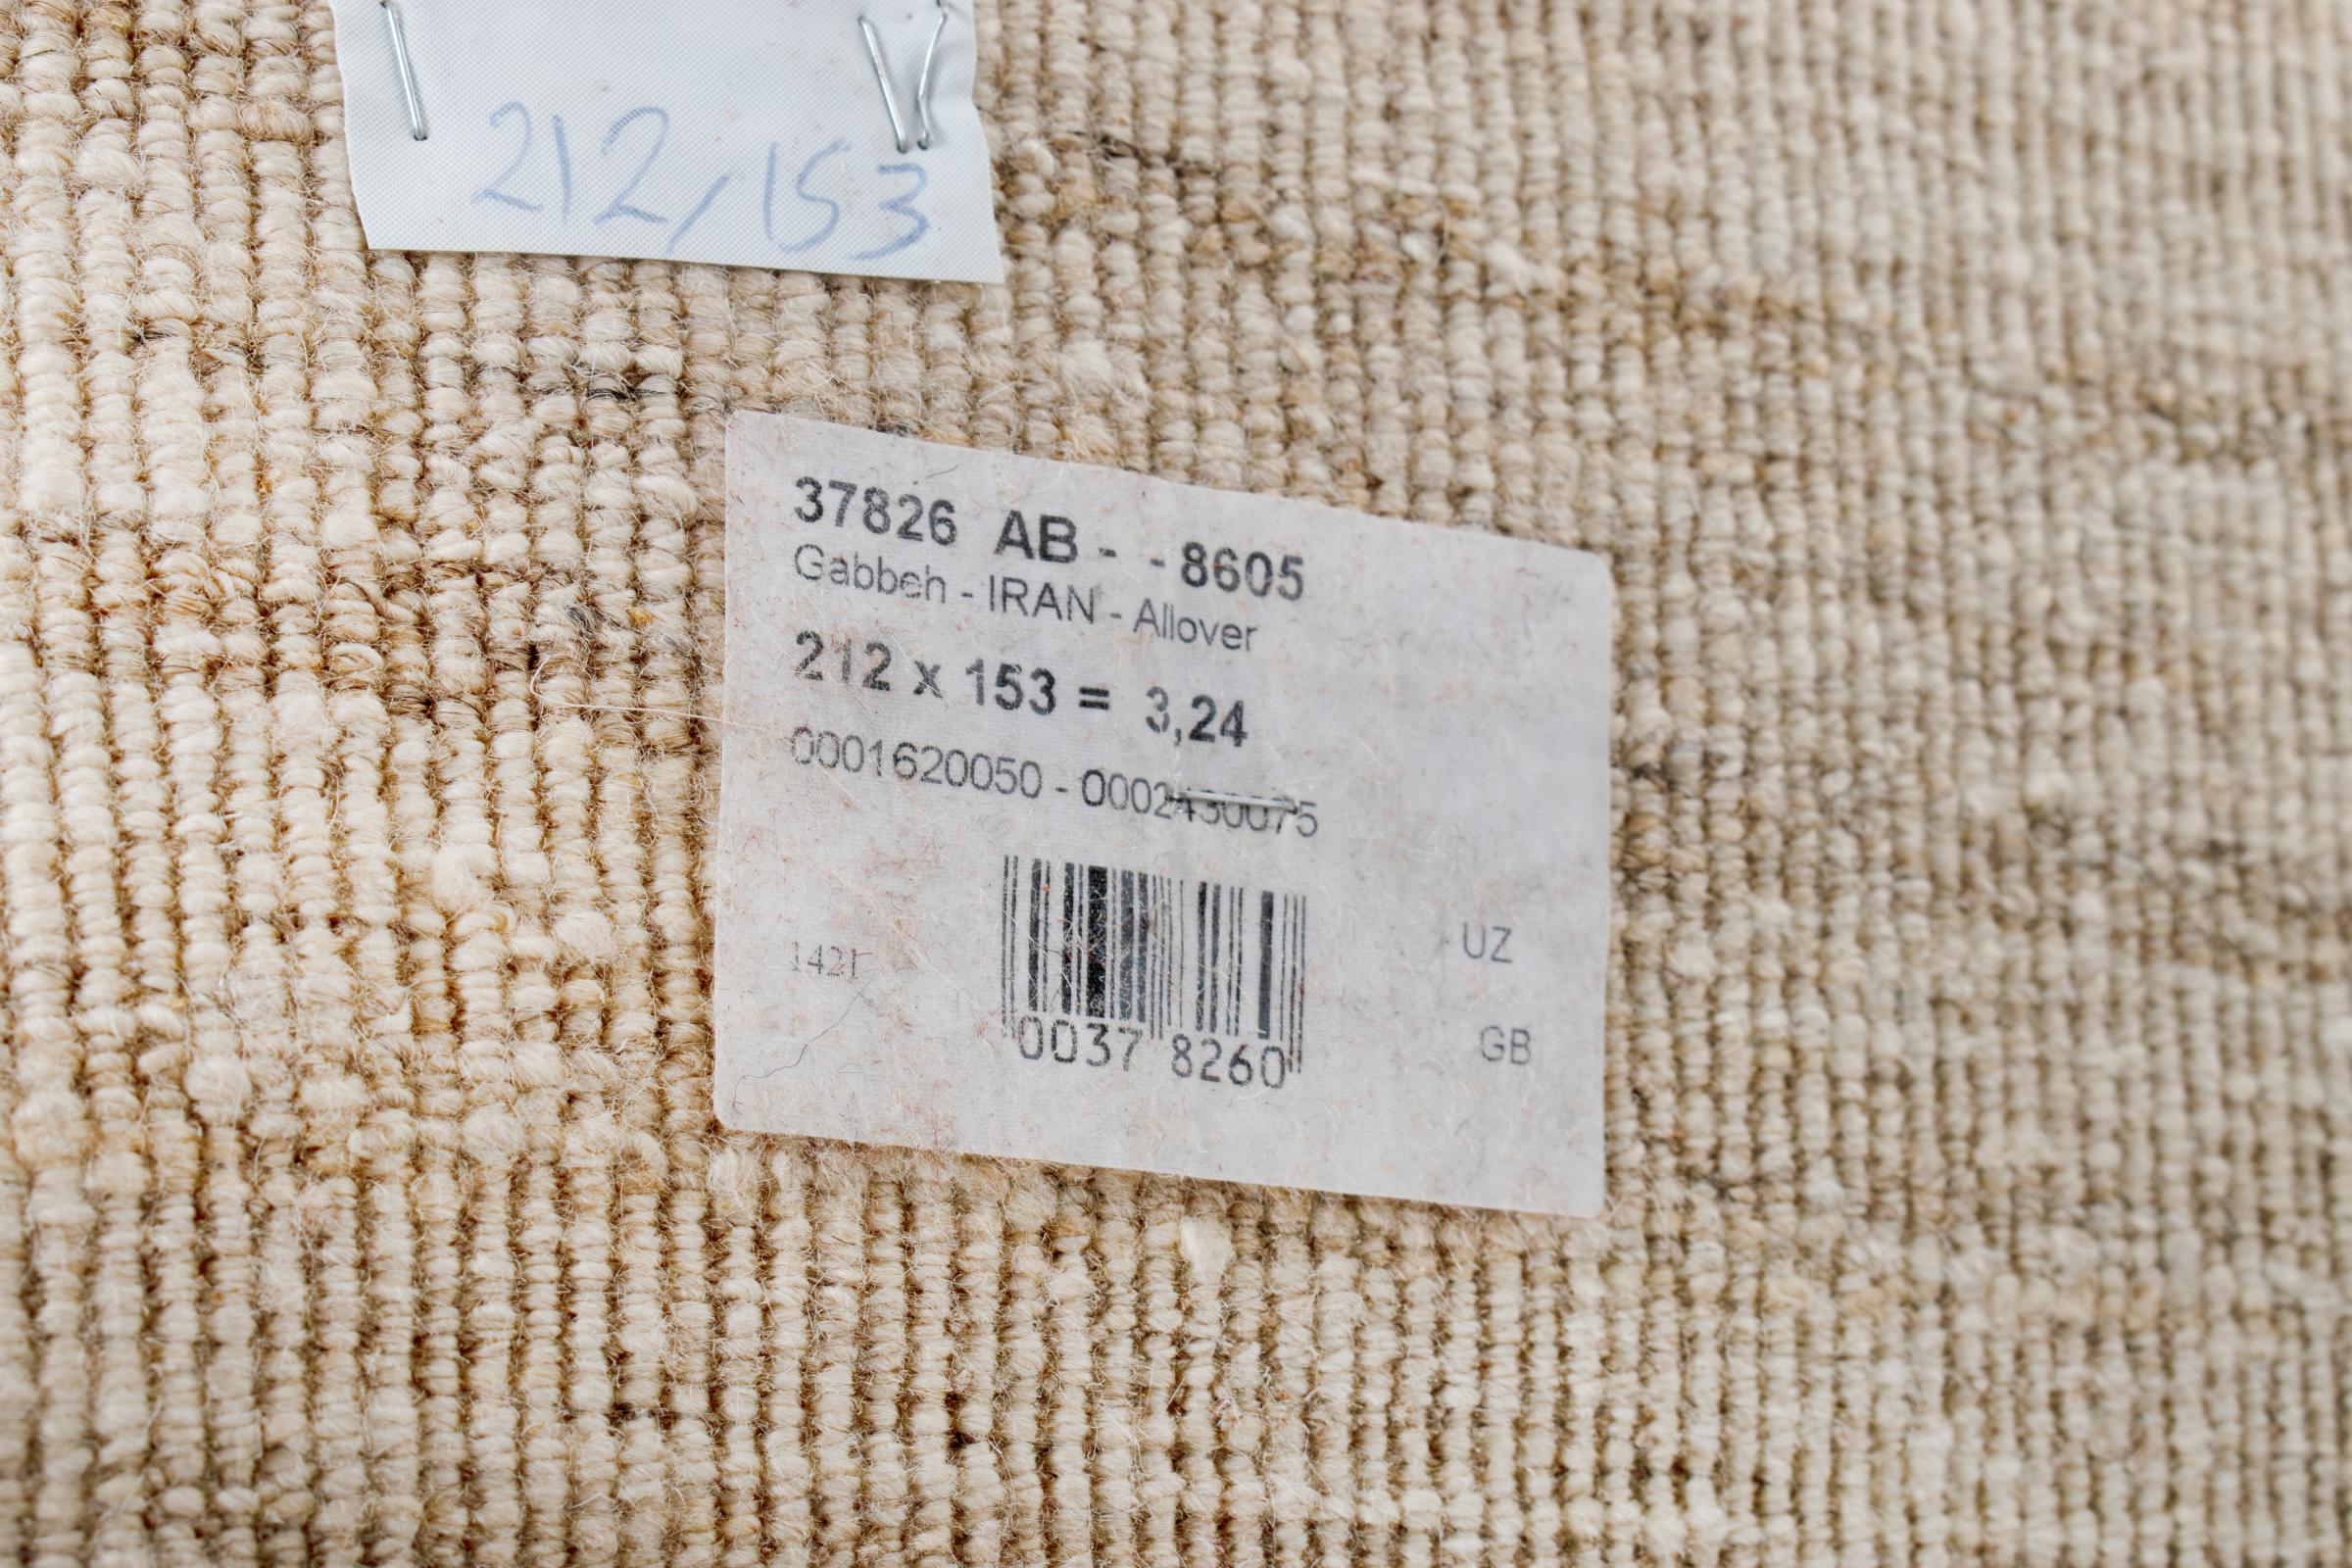 212/153
37826 AB - - 8605
Gabbeh - IRAN - Allover
212 x 153 = 3,24
0001620050 - 0002430075
1421
UZ
GB
0037 8260